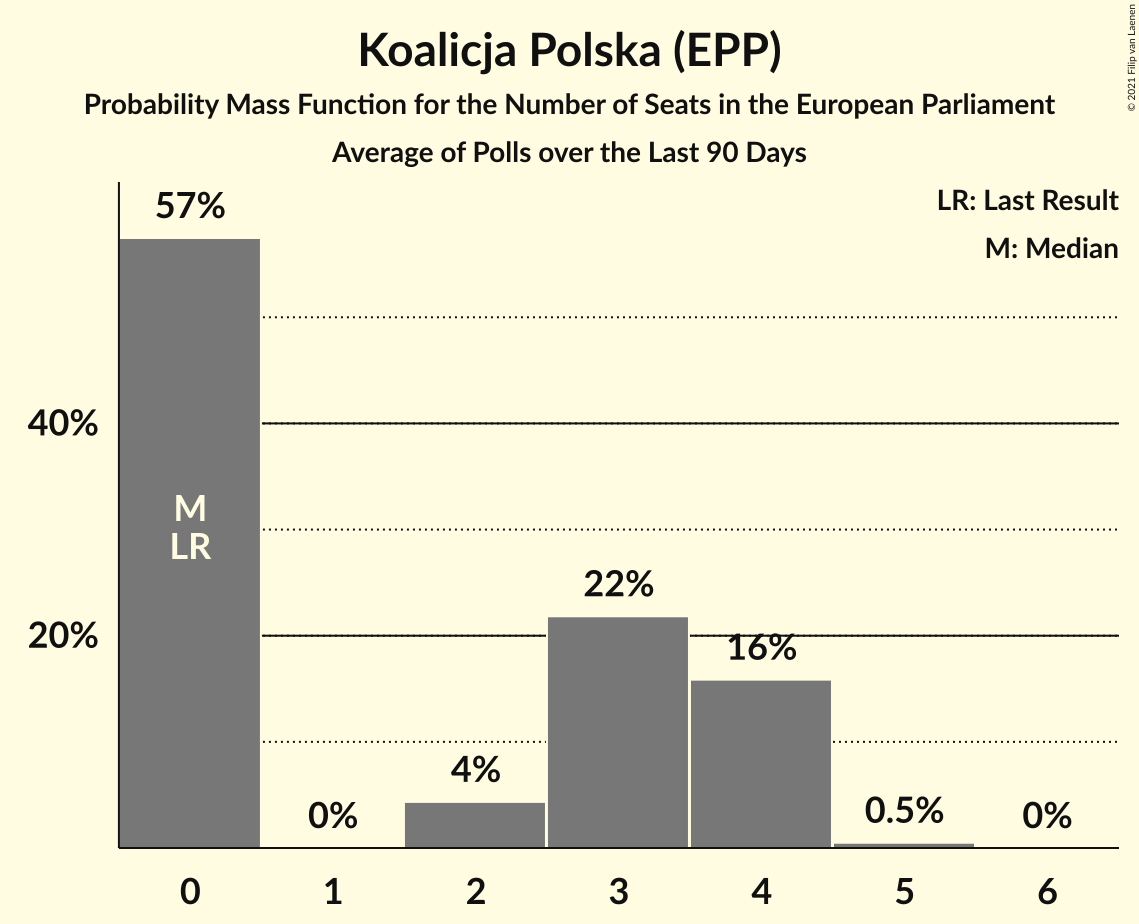 Koalicja Polska (EPP)
Probability Mass Function for the Number of Seats in the European Parliament
Average of Polls over the Last 90 Days
© 2021 Filip van Laenen
LR: Last Result
M: Median
57%
40%
M
LR
22%
20%
16%
4%
0%
0.5%
0%
0 1 2 3 4 5 6